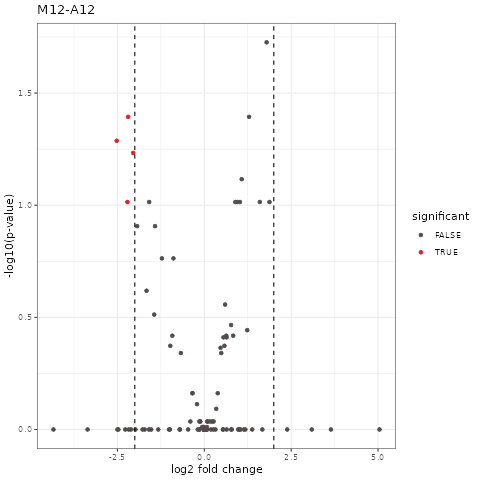 M12-A12
1.5
1.0
0.5
0.0
-log10(p-value)
-2.5
0.0
2.5
5.0
log2 fold change
significant
FALSE
TRUE